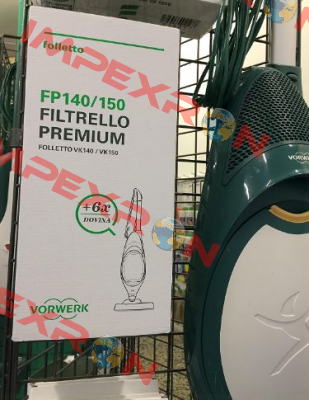 folletto
FP140/150
FILTRELLO
PREMIUM
FOLLETTO VK140 / VK150
+6x
DOVINA
VORWERK
VORWERK
IMPEXRON
IMPEXRON
IMPEXRON